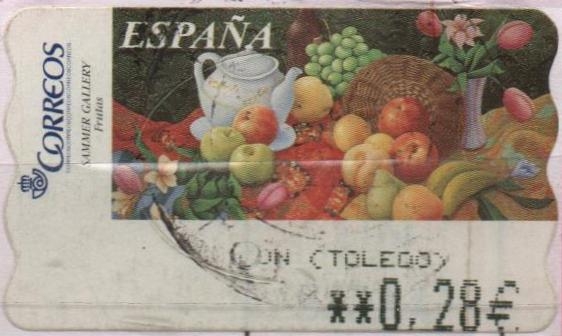 ESPAÑA
CORREOS
SAMMER GALLERY
Frutas
(TOLEDO)
**0,28€